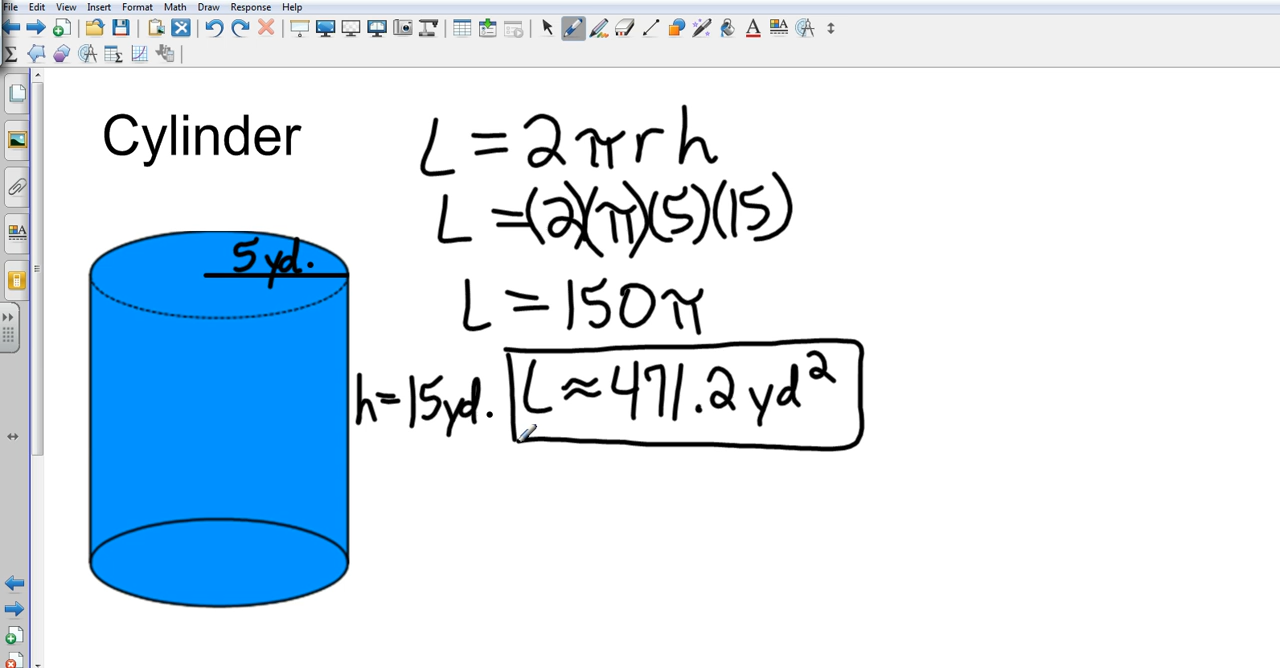 File Edit View Insert Format Math Draw Response Help
Cylinder
L = 2πrh
L = (2)(π)(5)(15)
5 yd.
L = 150π
h = 15yd.
L ≈ 471.2 yd²